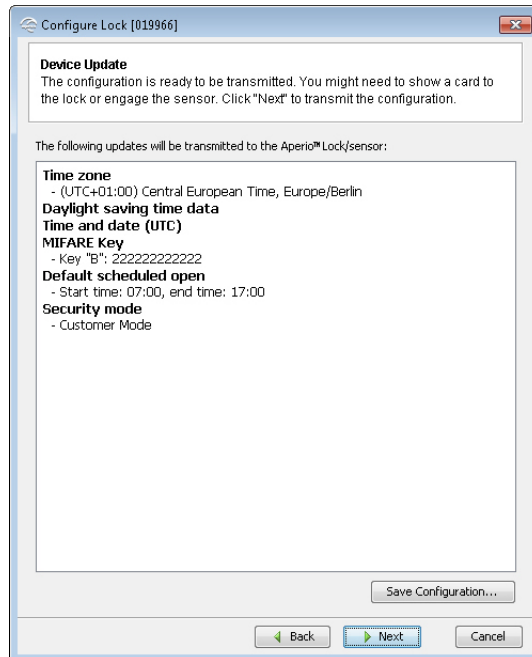 Configure Lock [019966]
Device Update
The configuration is ready to be transmitted. You might need to show a card to
the lock or engage the sensor. Click "Next" to transmit the configuration.
The following updates will be transmitted to the Aperio™ Lock/sensor:
Time zone
- (UTC+01:00) Central European Time, Europe/Berlin
Daylight saving time data
Time and date (UTC)
MIFARE Key
- Key "B": 222222222222
Default scheduled open
- Start time: 07:00, end time: 17:00
Security mode
- Customer Mode
Save Configuration...
Back
Next
Cancel